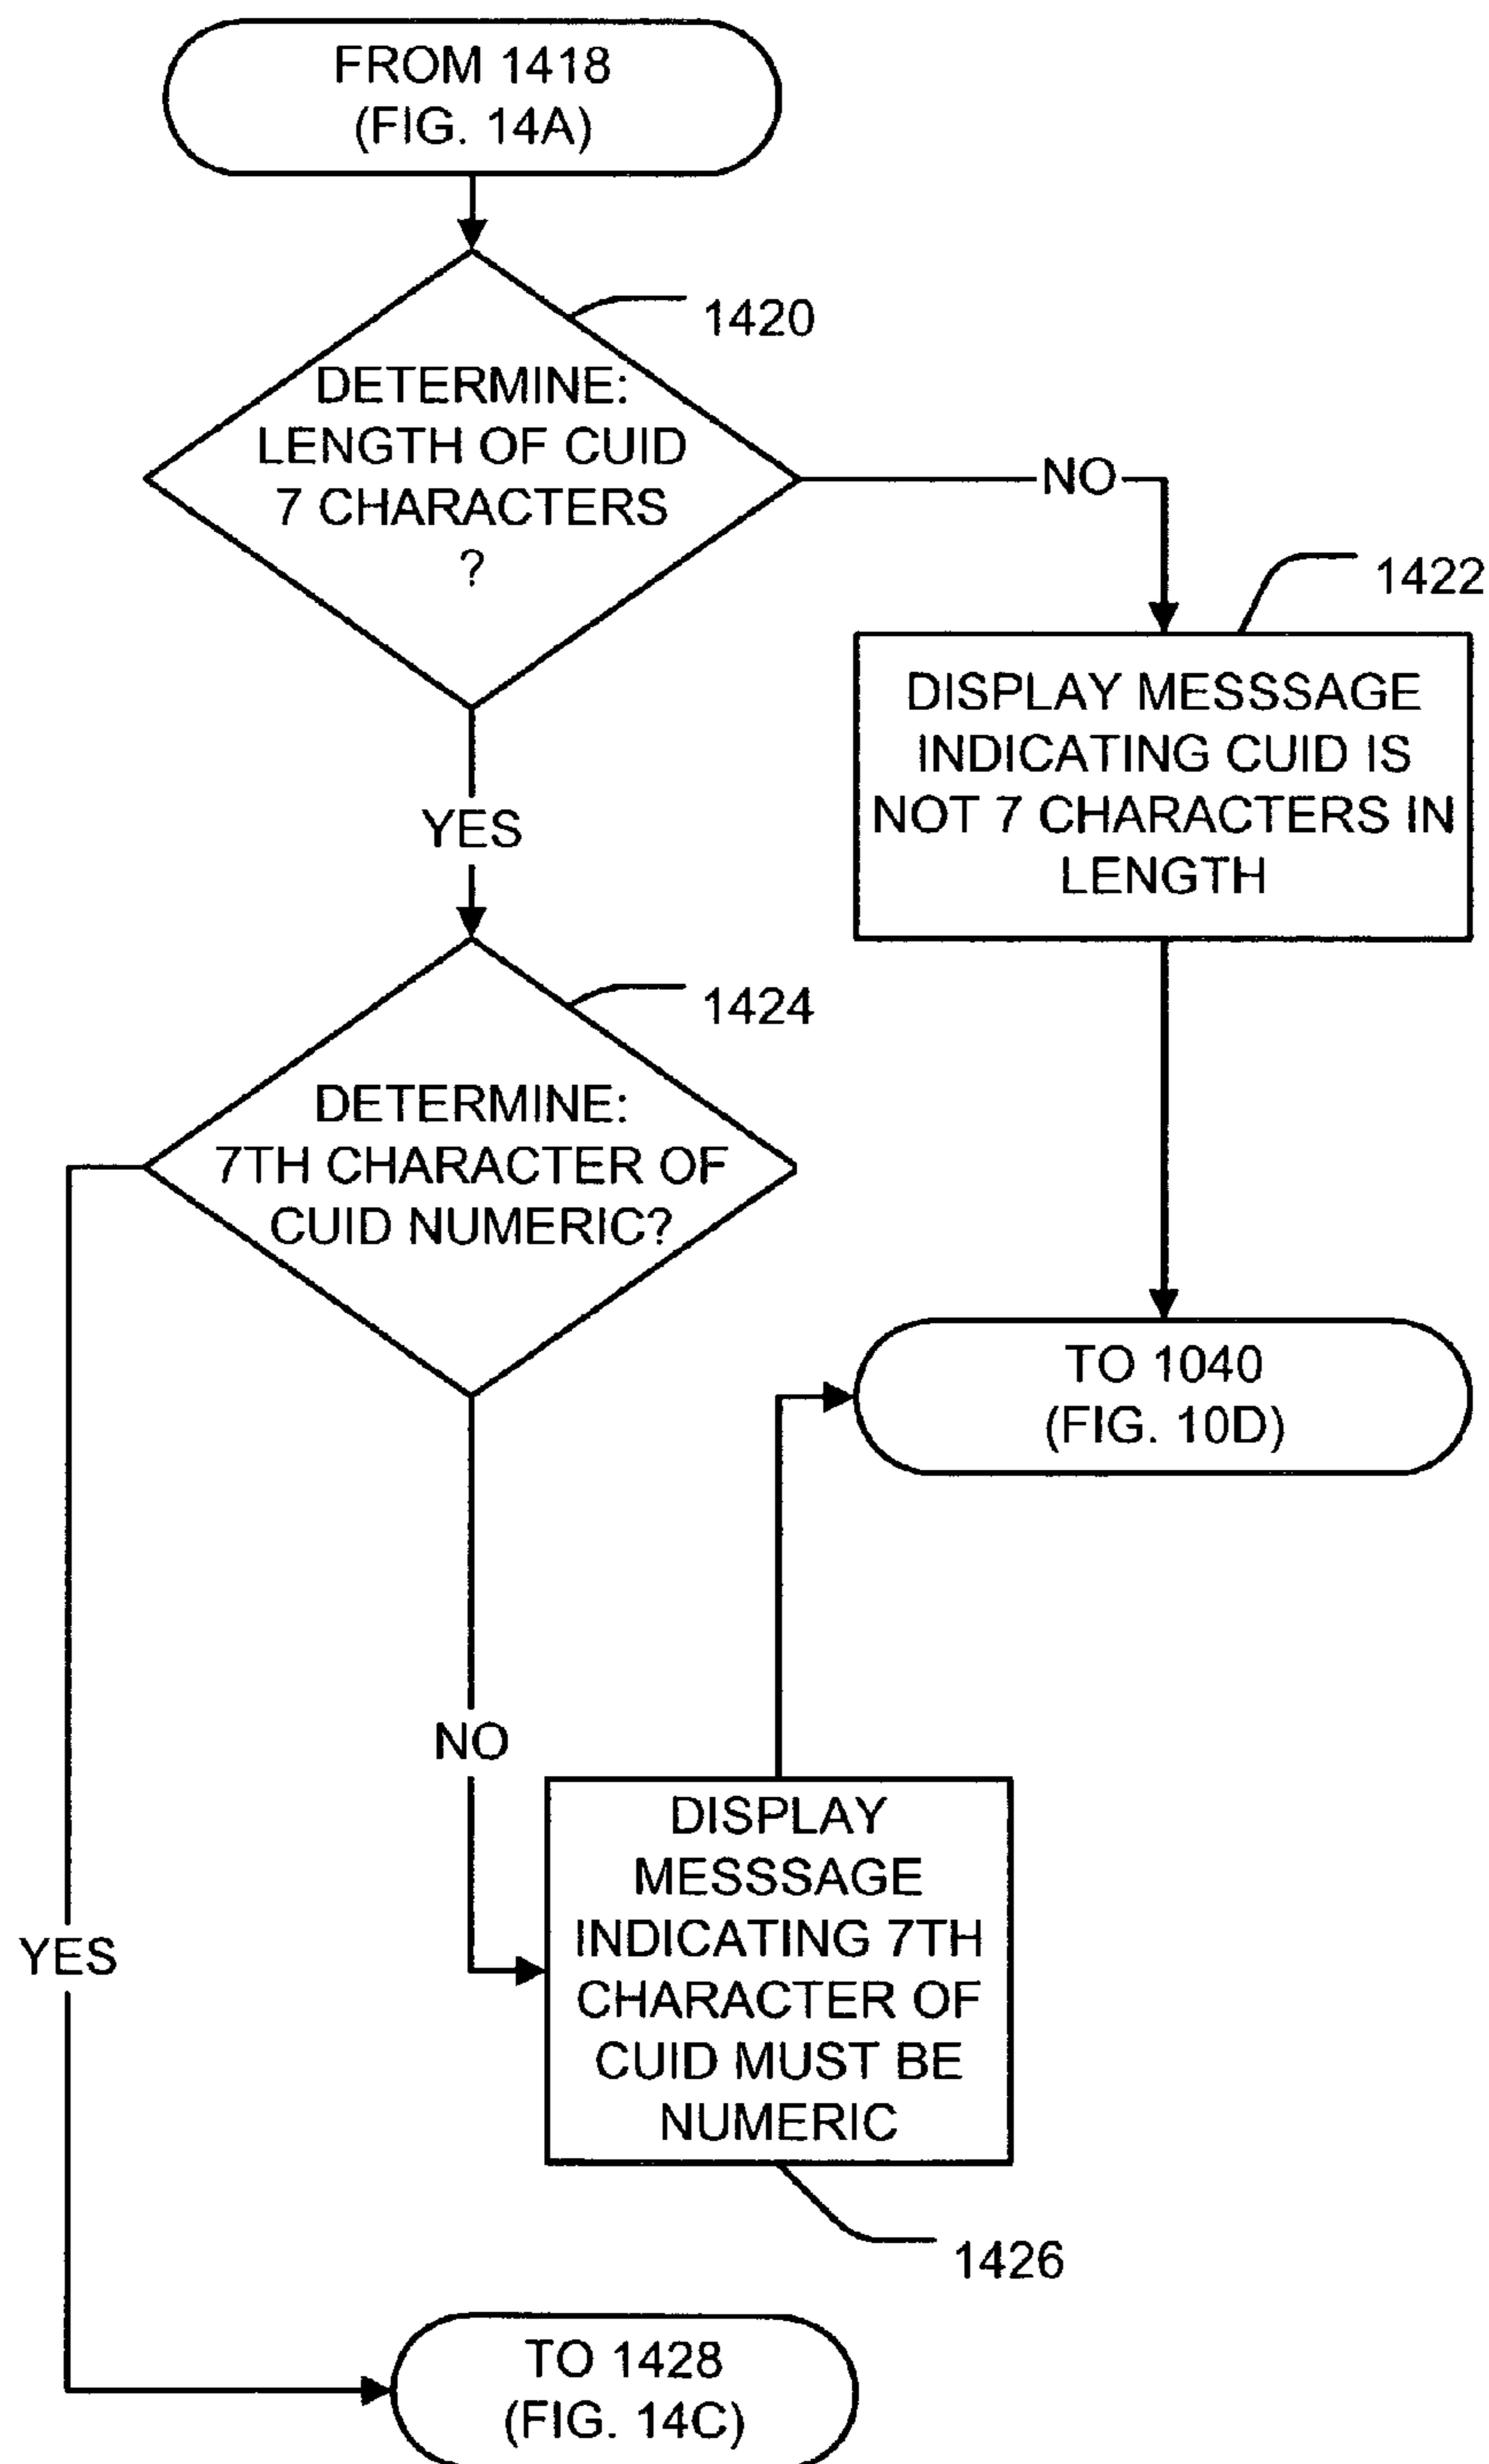 FROM 1418
(FIG. 14A)
1420
DETERMINE:
LENGTH OF CUID
7 CHARACTERS
?
NO
1422
DISPLAY MESSSAGE
INDICATING CUID IS
NOT 7 CHARACTERS IN
LENGTH
YES
1424
DETERMINE:
7TH CHARACTER OF
CUID NUMERIC?
TO 1040
(FIG. 10D)
NO
DISPLAY
MESSSAGE
INDICATING 7TH
CHARACTER OF
CUID MUST BE
NUMERIC
YES
1426
TO 1428
(FIG. 14C)